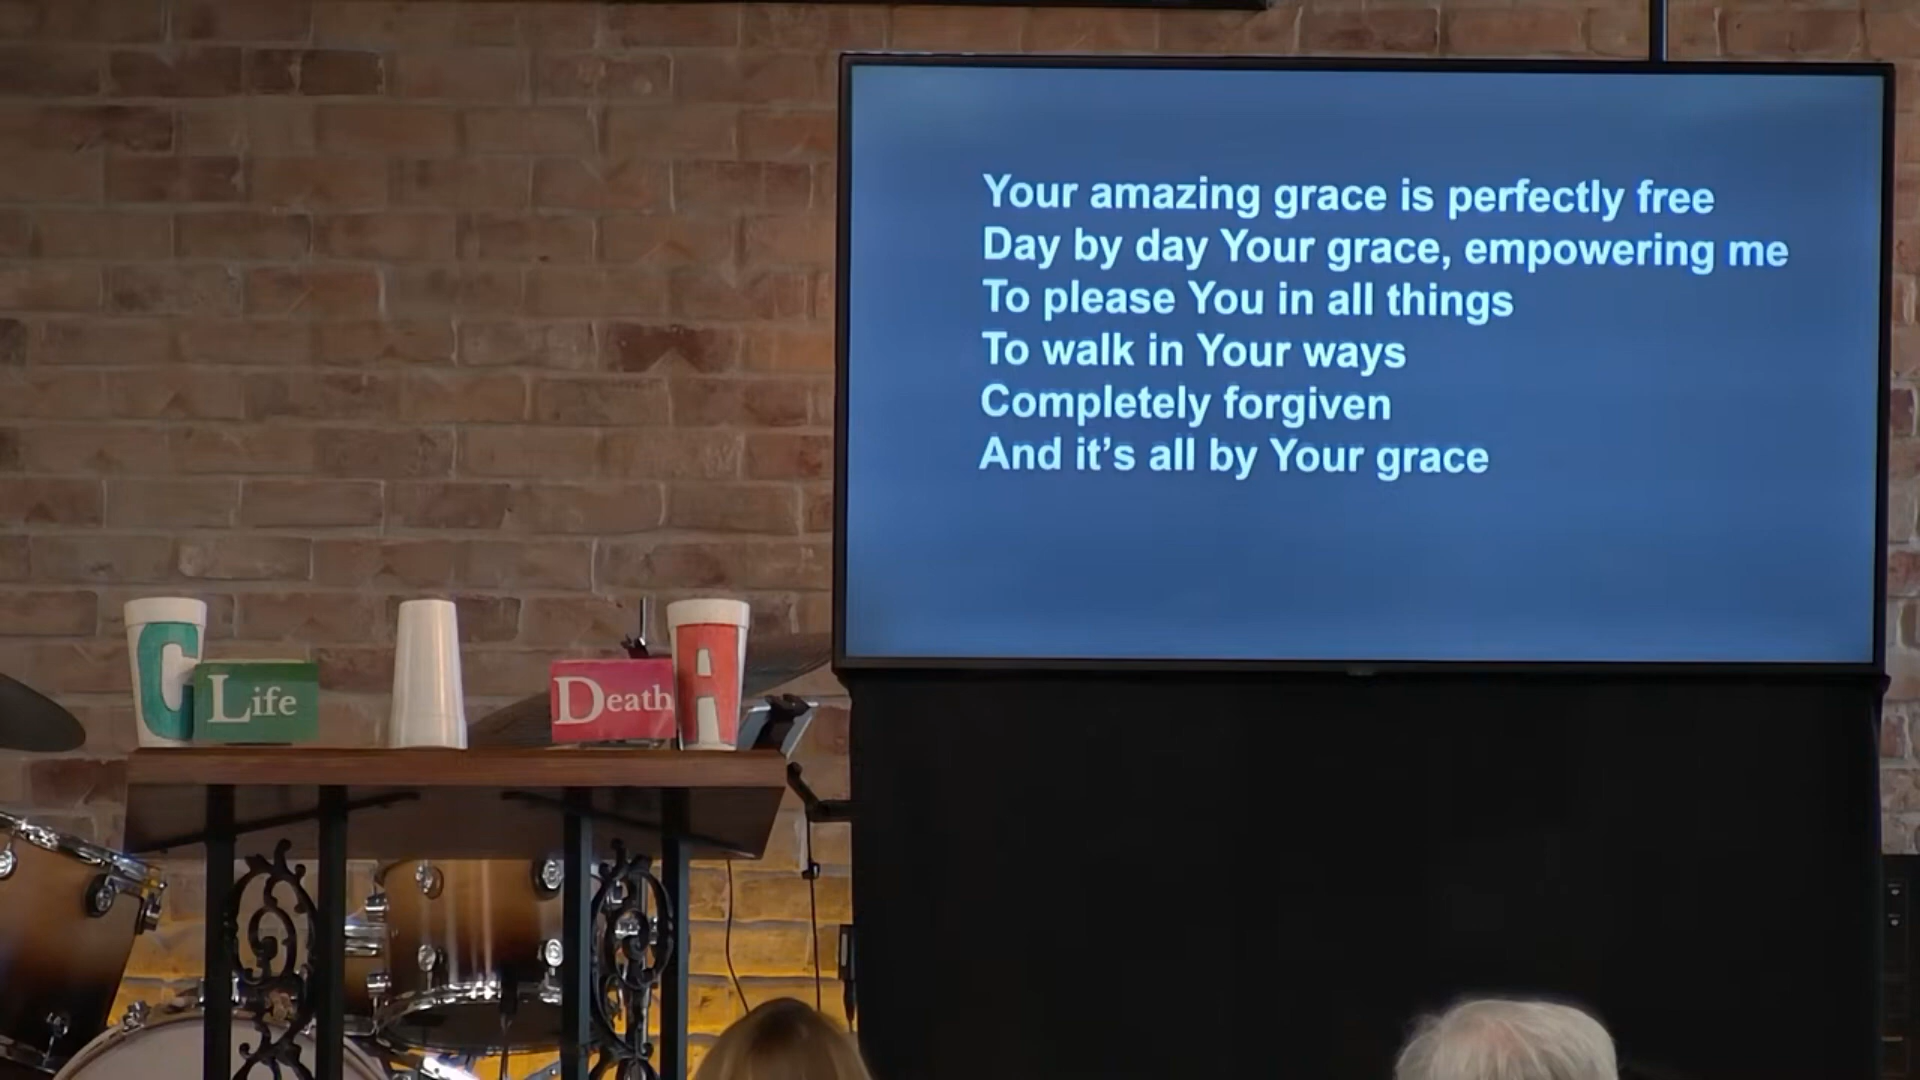 Your amazing grace is perfectly free
Day by day Your grace, empowering me
To please You in all things
To walk in Your ways
Completely forgiven
And it’s all by Your grace
C
Life
Death
A